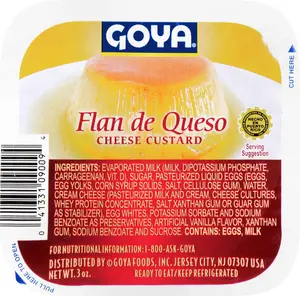 GOYA
CUT HERE
Flan de Queso
CHEESE CUSTARD
HECHO EN PUERTO RICO
Serving
Suggestion
INGREDIENTS: EVAPORATED MILK (MILK, DIPOTASSIUM PHOSPHATE,
CARRAGEENAN, VIT. D), SUGAR, PASTEURIZED LIQUID EGGS (EGGS,
EGG YOLKS, CORN SYRUP SOLIDS, SALT, CELLULOSE GUM), WATER,
CREAM CHEESE (PASTEURIZED MILK AND CREAM, CHEESE CULTURES,
WHEY PROTEIN CONCENTRATE, SALT, XANTHAN GUM OR GUAR GUM
AS STABILIZER), EGG WHITES, POTASSIUM SORBATE AND SODIUM
BENZOATE AS PRESERVATIVES, ARTIFICIAL VANILLA FLAVOR, XANTHAN
GUM, SODIUM BENZOATE AND SUCROSE. CONTAINS: EGGS, MILK
FOR NUTRITIONAL INFORMATION: 1-800-ASK-GOYA
DISTRIBUTED BY © GOYA FOODS, INC. JERSEY CITY, NJ 07307 USA
NET WT. 3 oz. READY TO EAT/KEEP REFRIGERATED
PULL HERE TO OPEN
0 41331 09009 4